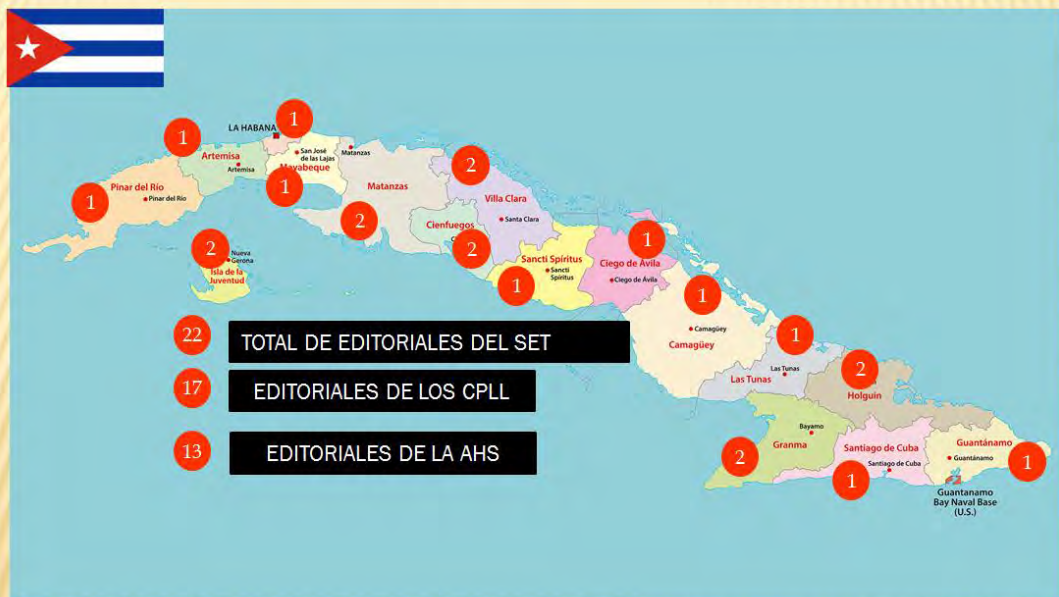 1
LA HABANA
1
Artemisa
Artemisa
San José
de las Lajas
Mayabeque
1
Matanzas
Matanzas
2
Pinar del Río
Pinar del Río
1
2
Nueva
Gerona
Isla de la
Juventud
2
Villa Clara
Santa Clara
Cienfuegos
2
Sancti Spíritus
Sancti
Spíritus
1
1
Ciego de Ávila
Ciego de Ávila
1
Camagüey
Camagüey
1
Las Tunas
Las Tunas
2
Holguín
Bayamo
Granma
2
Santiago de Cuba
Santiago de Cuba
1
Guantánamo
Guantánamo
1
Guantanamo
Bay Naval Base
(U.S.)
22 TOTAL DE EDITORIALES DEL SET
17 EDITORIALES DE LOS CPLL
13 EDITORIALES DE LA AHS